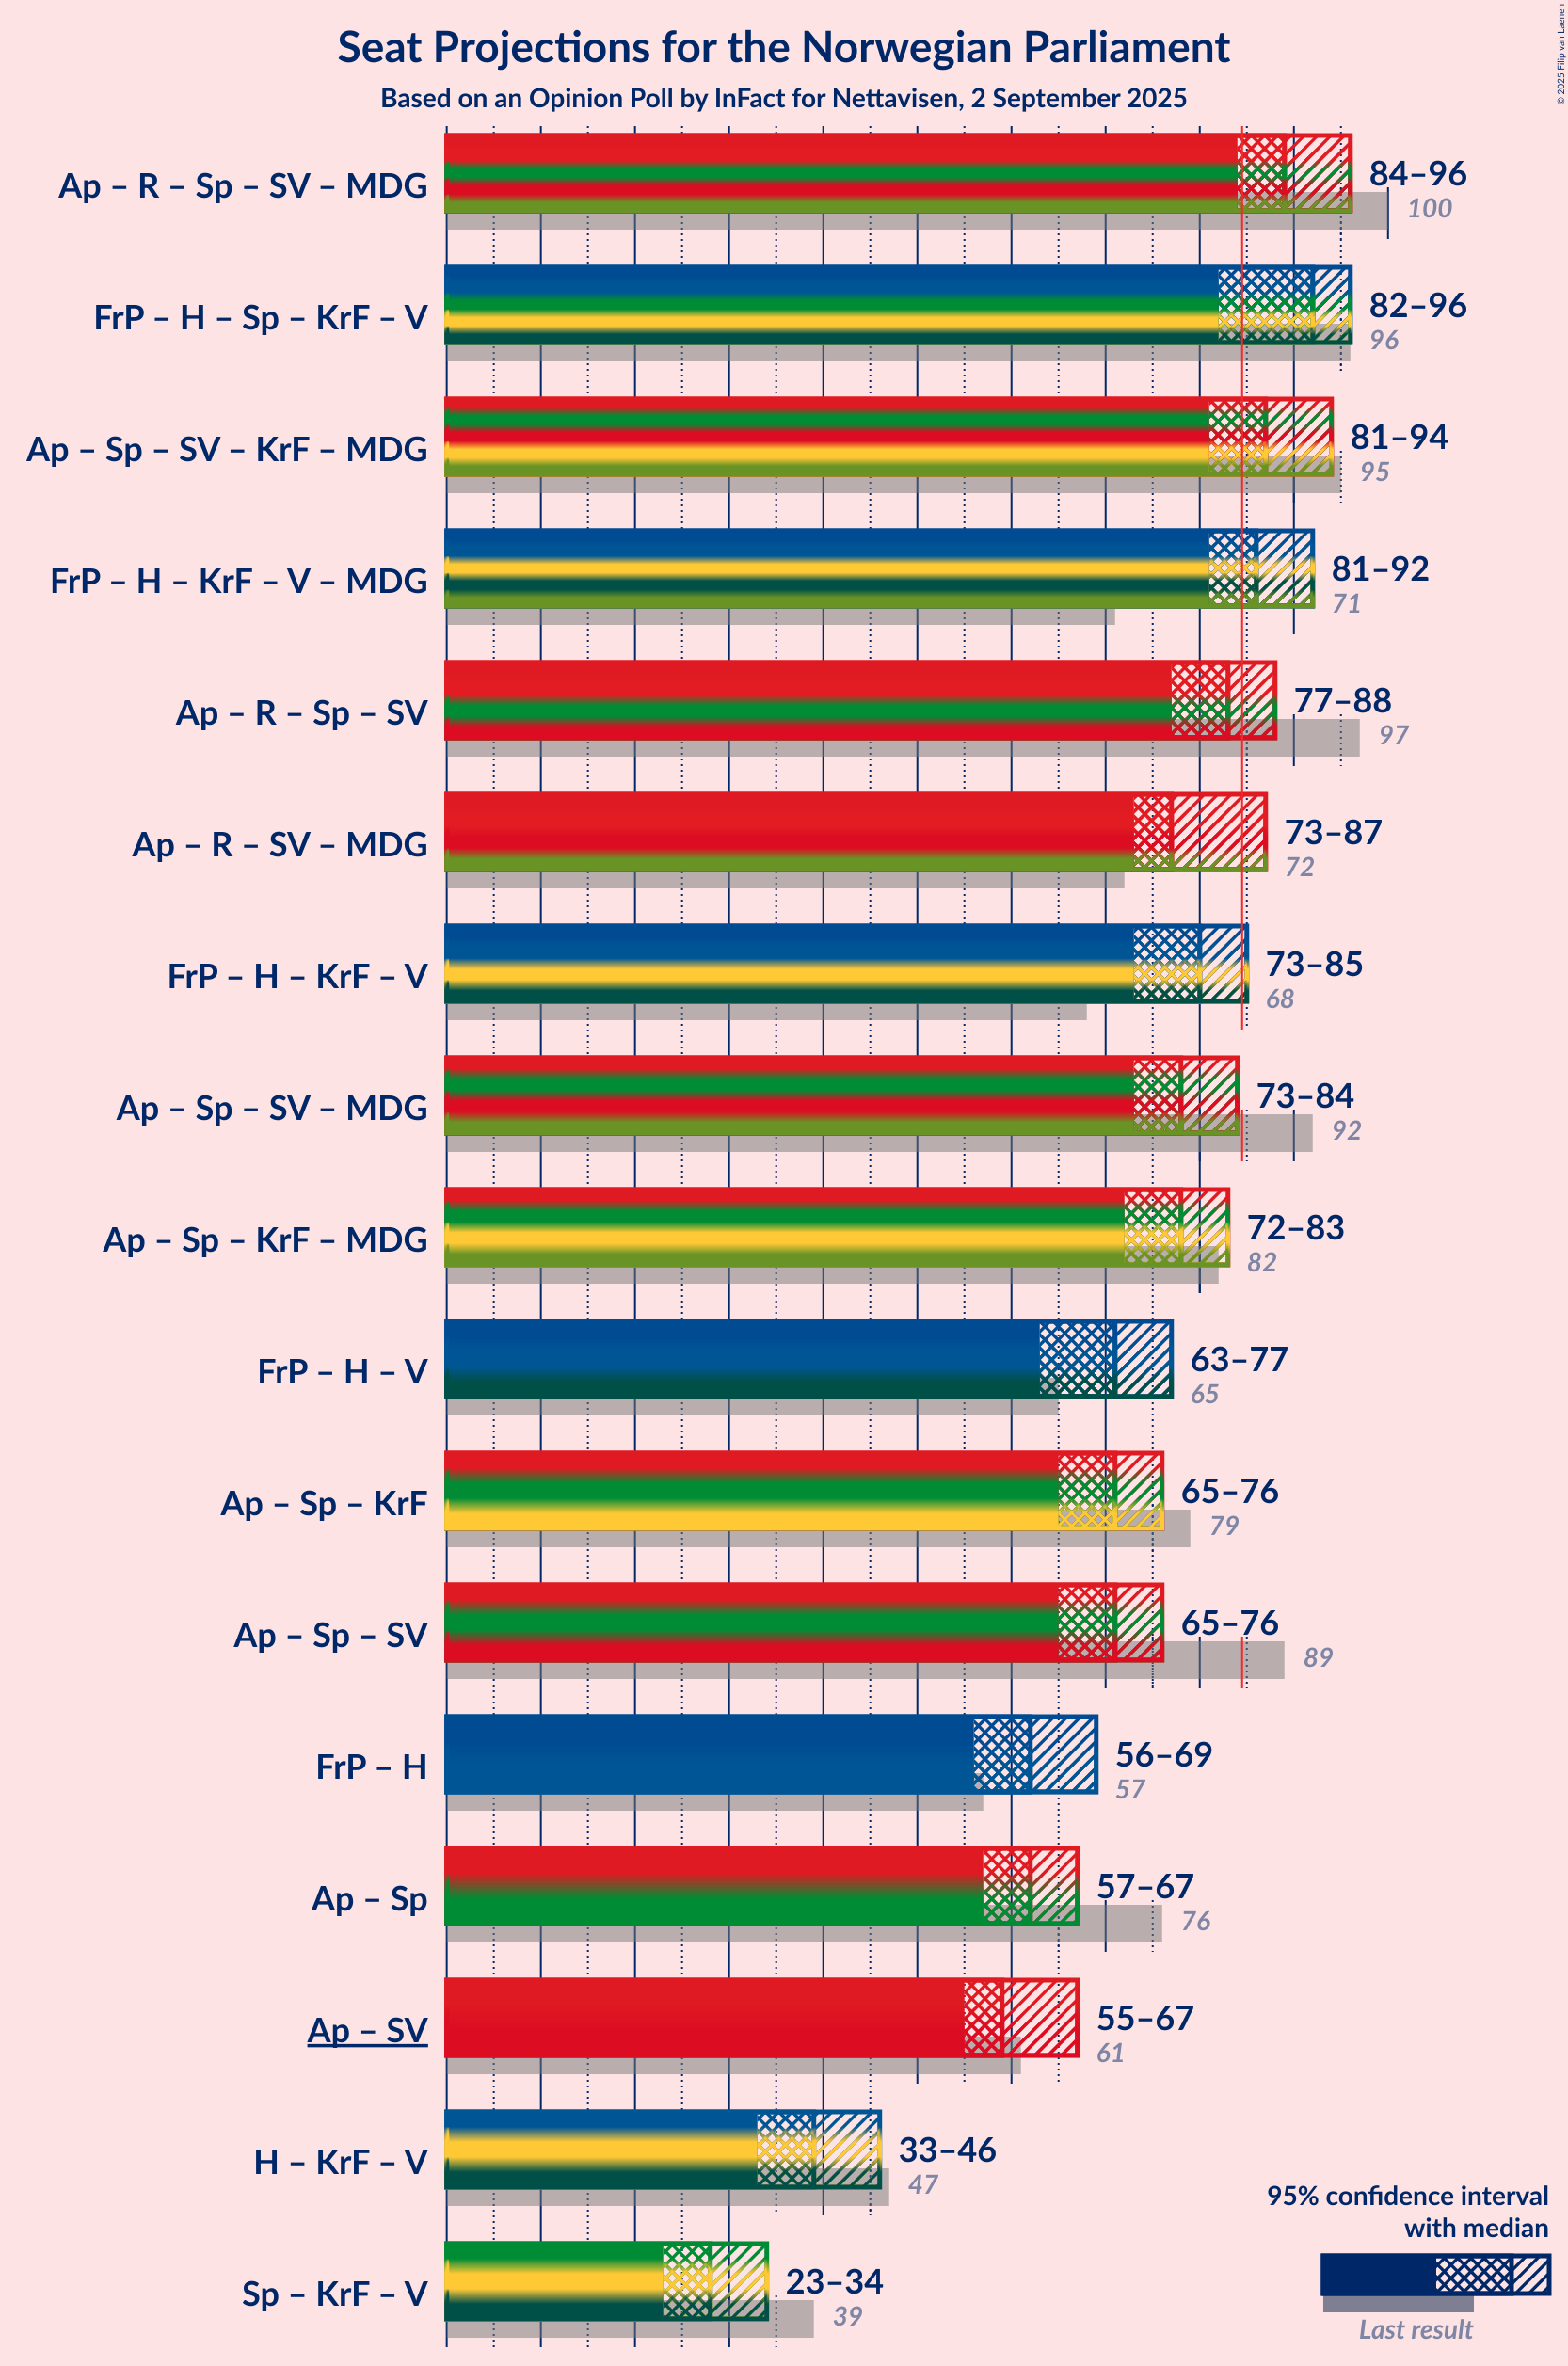 Seat Projections for the Norwegian Parliament
Based on an Opinion Poll by InFact for Nettavisen, 2 September 2025
© 2025 Filip van Laenen
Ap – R – Sp – SV – MDG
84–96
100
FrP – H – Sp – KrF – V
82–96
96
Ap – Sp – SV – KrF – MDG
81–94
95
FrP – H – KrF – V – MDG
81–92
71
Ap – R – Sp – SV
77–88
97
Ap – R – SV – MDG
73–87
72
FrP – H – KrF – V
73–85
68
Ap – Sp – SV – MDG
73–84
92
Ap – Sp – KrF – MDG
72–83
82
FrP – H – V
63–77
65
Ap – Sp – KrF
65–76
79
Ap – Sp – SV
65–76
89
FrP – H
56–69
57
Ap – Sp
57–67
76
Ap – SV
55–67
61
H – KrF – V
33–46
47
Sp – KrF – V
23–34
39
95% confidence interval
with median
Last result